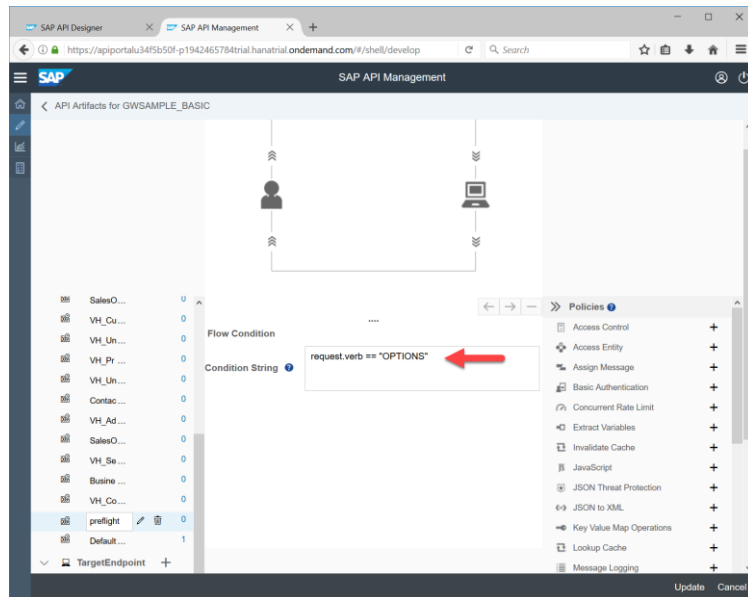 SAP API Designer
SAP API Management
https://apiportalu34f5b50f-p1942465784trial.hanatrial.ondemand.com/#/shell/develop
Search
SAP
SAP API Management
API Artifacts for GWSAMPLE_BASIC
SalesO... 0
VH_Cu... 0
VH_Un... 0
VH_Pr ... 0
VH_Un... 0
Contac... 0
VH_Ad... 0
SalesO... 0
VH_Se... 0
Busine ... 0
VH_Co... 0
preflight 0
Default... 1
TargetEndpoint
Flow Condition
Condition String
request.verb == "OPTIONS"
Policies
Access Control
Access Entity
Assign Message
Basic Authentication
Concurrent Rate Limit
Extract Variables
Invalidate Cache
JavaScript
JSON Threat Protection
JSON to XML
Key Value Map Operations
Lookup Cache
Message Logging
Update Cancel